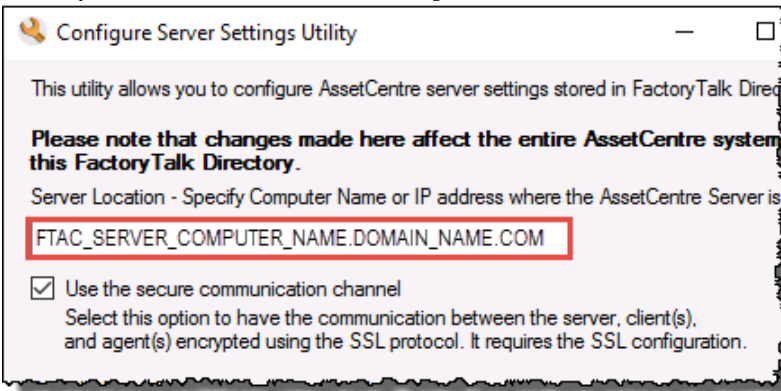 Configure Server Settings Utility
This utility allows you to configure AssetCentre server settings stored in FactoryTalk
Please note that changes made here affect the entire AssetCentre system
this FactoryTalk Directory.
Server Location - Specify Computer Name or IP address where the AssetCentre Server is
FTAC_SERVER_COMPUTER_NAME.DOMAIN_NAME.COM
Use the secure communication channel
Select this option to have the communication between the server, client(s),
and agent(s) encrypted using the SSL protocol. It requires the SSL configuration.